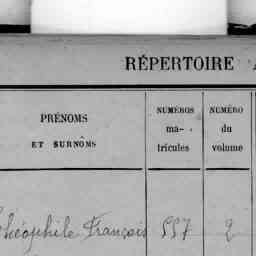 RÉPERTOIRE
PRÉNOMS
ET SURNOMS
NUMÉROS
ma-
tricules
NUMÉRO
du
volume
Théophile François 557 2